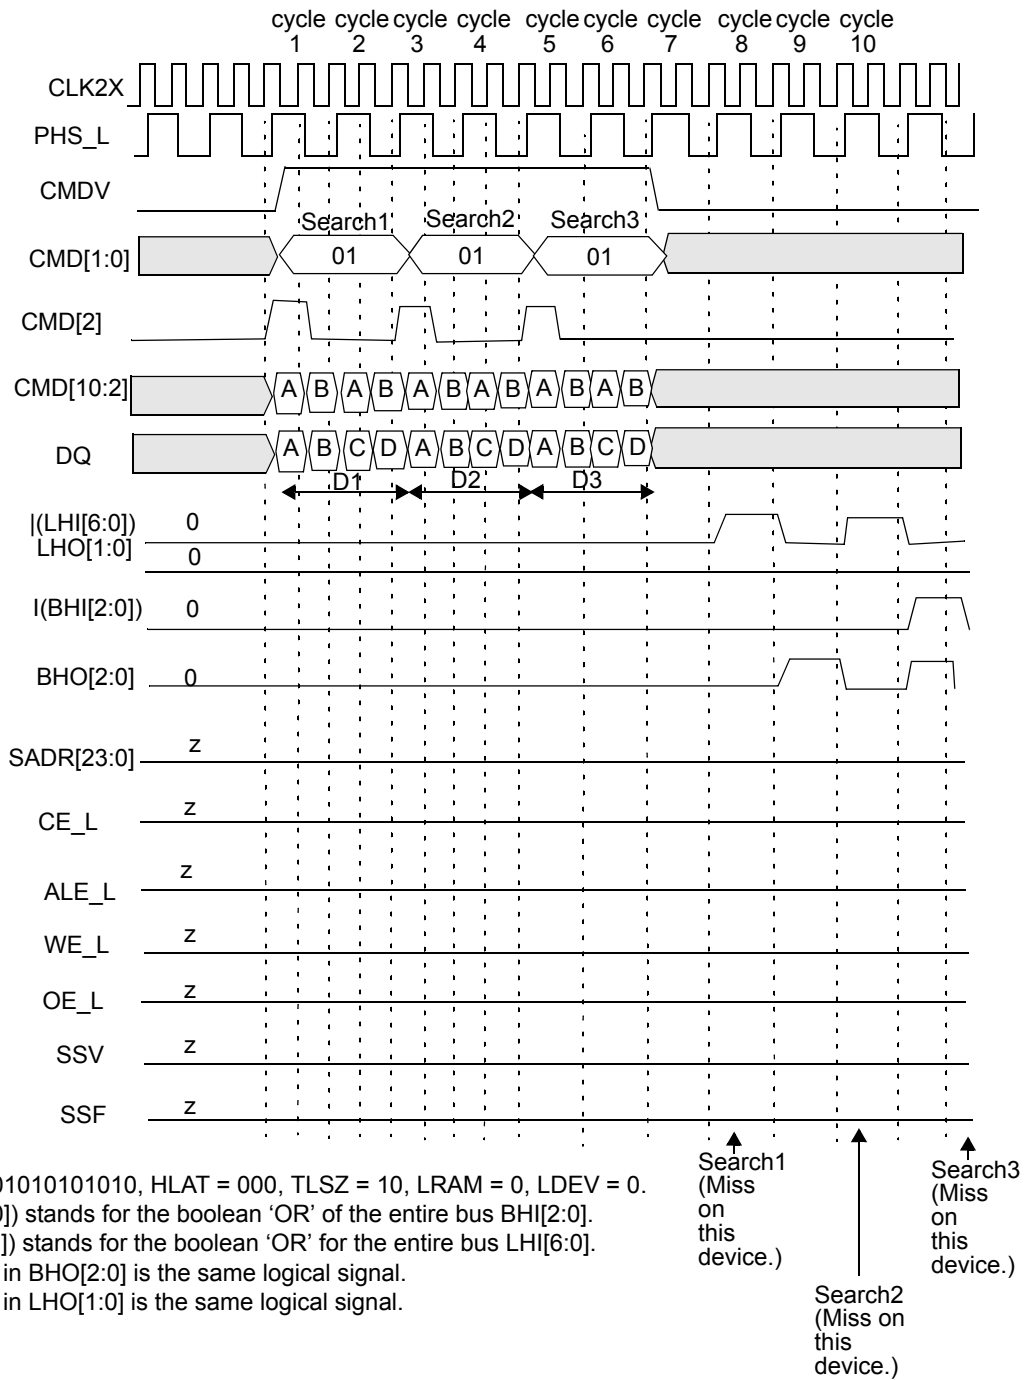 cycle cycle cycle cycle cycle cycle cycle cycle cycle cycle
1 2 3 4 5 6 7 8 9 10
CLK2X
PHS_L
CMDV
Search1 Search2 Search3
CMD[1:0] 01 01 01
CMD[2]
CMD[10:2] A B A B A B A B A B A B
DQ A B C D A B C D A B C D
D1 D2 D3
|(LHI[6:0]) 0
LHO[1:0] 0
I(BHI[2:0]) 0
BHO[2:0] 0
SADR[23:0] z
CE_L z
ALE_L z
WE_L z
OE_L z
SSV z
SSF z
Search1
(Miss
on
this
device.)
Search2
(Miss on
this
device.)
Search3
(Miss
on
this
device.)
01010101010, HLAT = 000, TLSZ = 10, LRAM = 0, LDEV = 0.
]) stands for the boolean ‘OR’ of the entire bus BHI[2:0].
]) stands for the boolean ‘OR’ for the entire bus LHI[6:0].
in BHO[2:0] is the same logical signal.
in LHO[1:0] is the same logical signal.